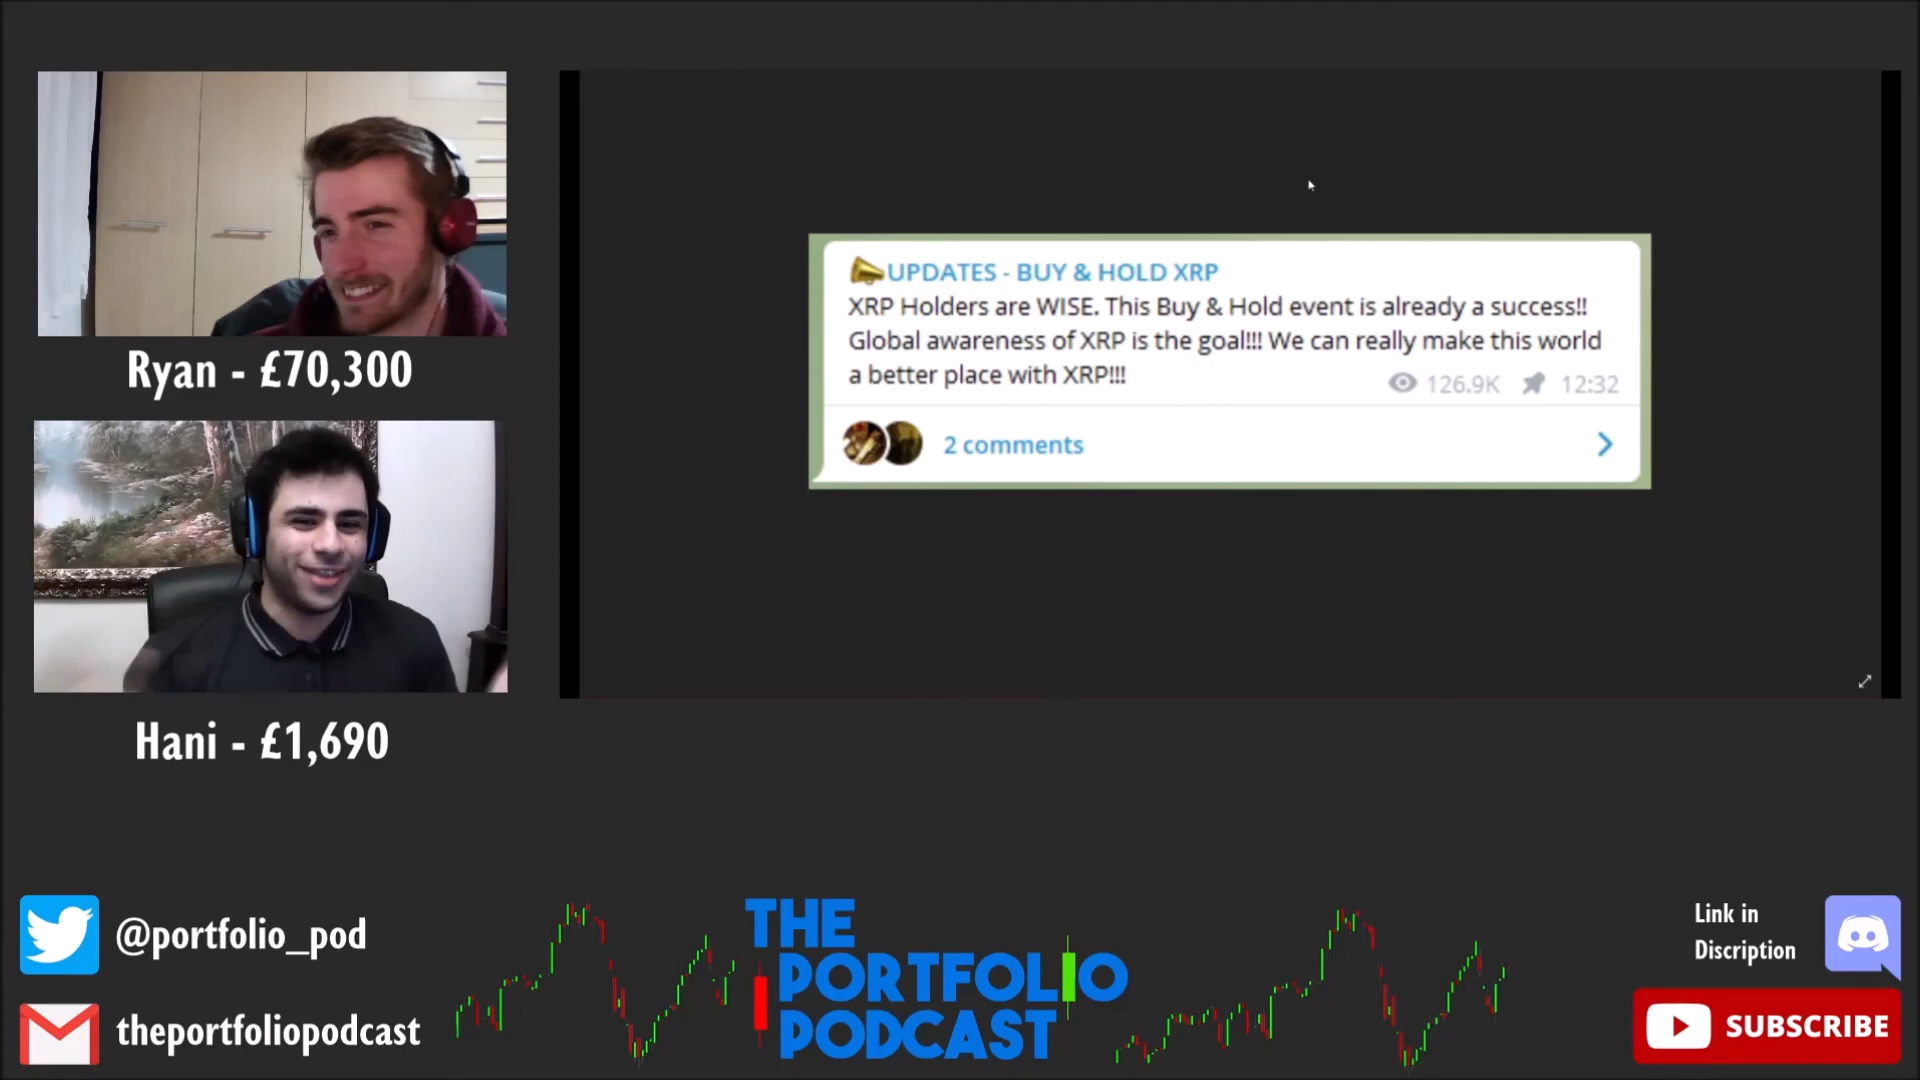 Ryan - £70,300
Hani - £1,690
UPDATES - BUY & HOLD XRP
XRP Holders are WISE. This Buy & Hold event is already a success!!
Global awareness of XRP is the goal!!! We can really make this world
a better place with XRP!!!
126.9K 12:32
2 comments
@portfolio_pod
theportfoliopodcast
THE
PORTFOLIO
PODCAST
Link in
Discription
SUBSCRIBE